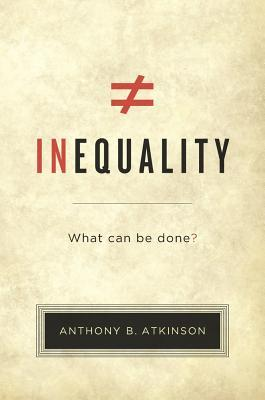 ≠
INEQUALITY
What can be done?
ANTHONY B. ATKINSON